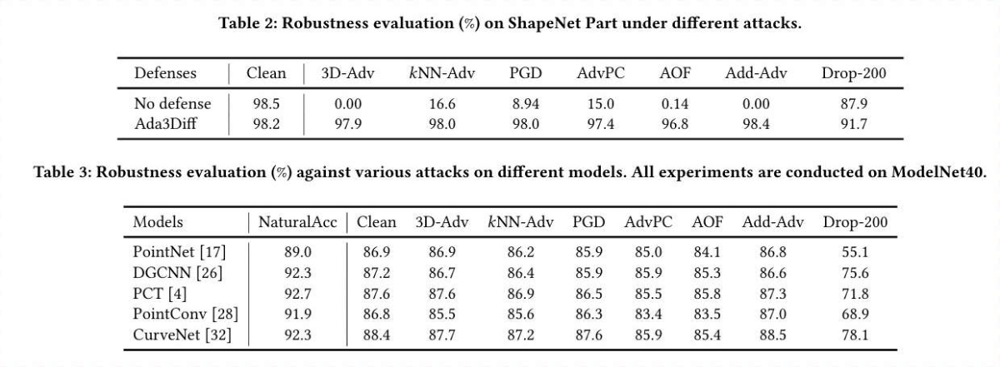 Table 2: Robustness evaluation (%) on ShapeNet Part under different attacks.
Defenses Clean 3D-Adv kNN-Adv PGD AdvPC AOF Add-Adv Drop-200
No defense 98.5 0.00 16.6 8.94 15.0 0.14 0.00 87.9
Ada3Diff 98.2 97.9 98.0 98.0 97.4 96.8 98.4 91.7
Table 3: Robustness evaluation (%) against various attacks on different models. All experiments are conducted on ModelNet40.
Models NaturalAcc Clean 3D-Adv kNN-Adv PGD AdvPC AOF Add-Adv Drop-200
PointNet [17] 89.0 86.9 86.9 86.2 85.9 85.0 84.1 86.8 55.1
DGCNN [26] 92.3 87.2 86.7 86.4 85.9 85.9 85.3 86.6 75.6
PCT [4] 92.7 87.6 87.6 86.9 86.5 85.5 85.8 87.3 71.8
PointConv [28] 91.9 86.8 85.5 85.6 86.3 83.4 83.5 87.0 68.9
CurveNet [32] 92.3 88.4 87.7 87.2 87.6 85.9 85.4 88.5 78.1